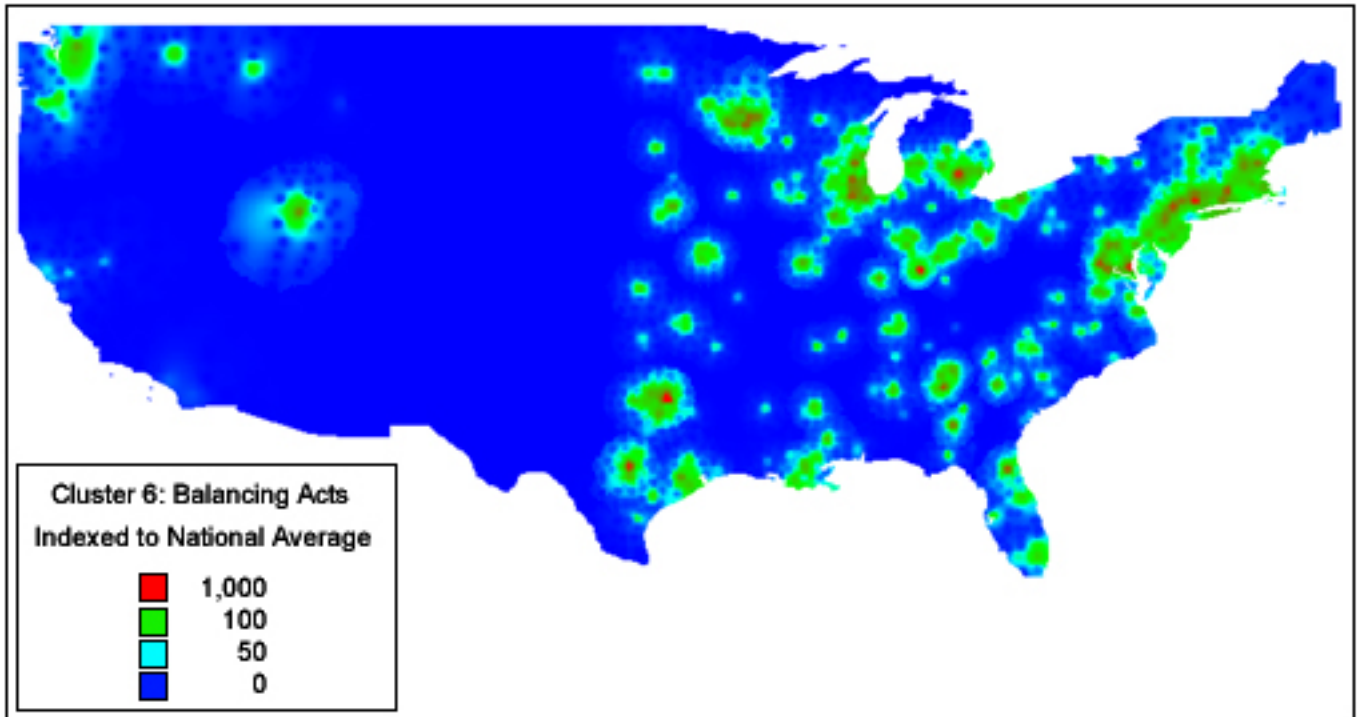 Cluster 6: Balancing Acts
Indexed to National Average
1,000
100
50
0